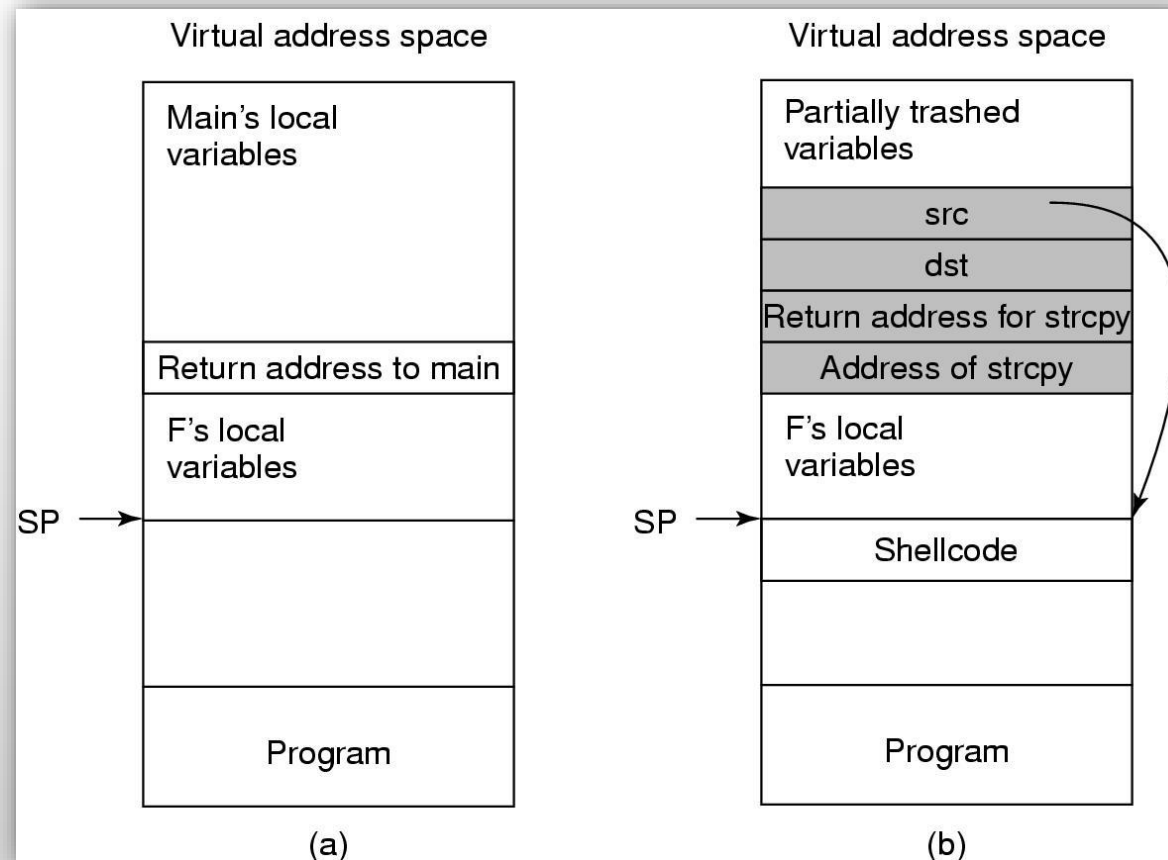 Virtual address space
Main's local
variables
Return address to main
F's local
variables
SP
Program
(a)
Virtual address space
Partially trashed
variables
src
dst
Return address for strcpy
Address of strcpy
F's local
variables
SP
Shellcode
Program
(b)